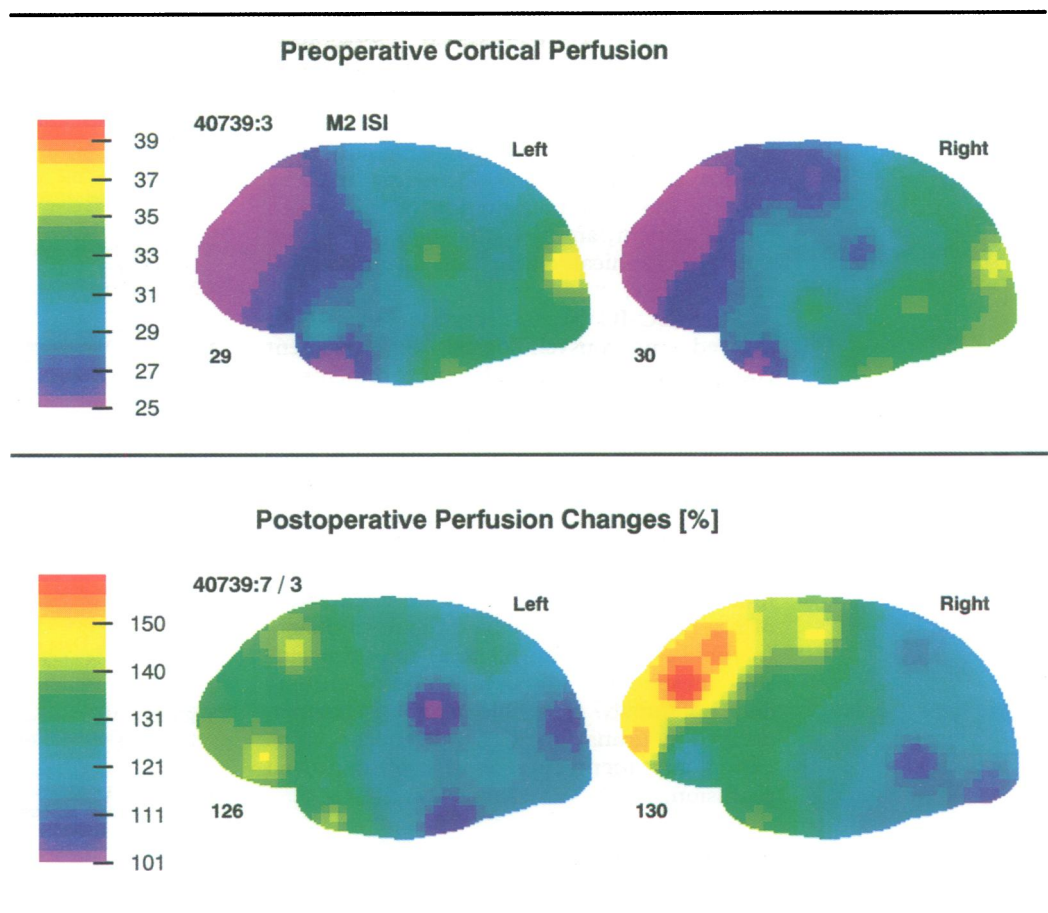 Preoperative Cortical Perfusion
40739:3 M2 ISI
Left
Right
39
37
35
33
31
29
27
25
29
30
Postoperative Perfusion Changes [%]
40739:7 / 3
Left
Right
150
140
131
121
111
101
126
130